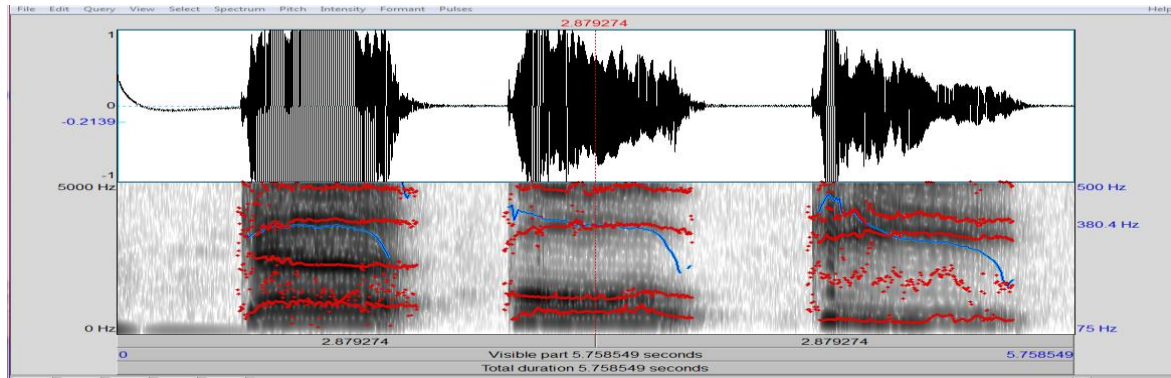 File Edit Query View Select Spectrum Pitch Intensity Formant Pulses Help
2.879274
1
0
-0.2139
-1
5000 Hz 500 Hz
380.4 Hz
0 Hz 75 Hz
2.879274 2.879274
0 Visible part 5.758549 seconds 5.758549
Total duration 5.758549 seconds